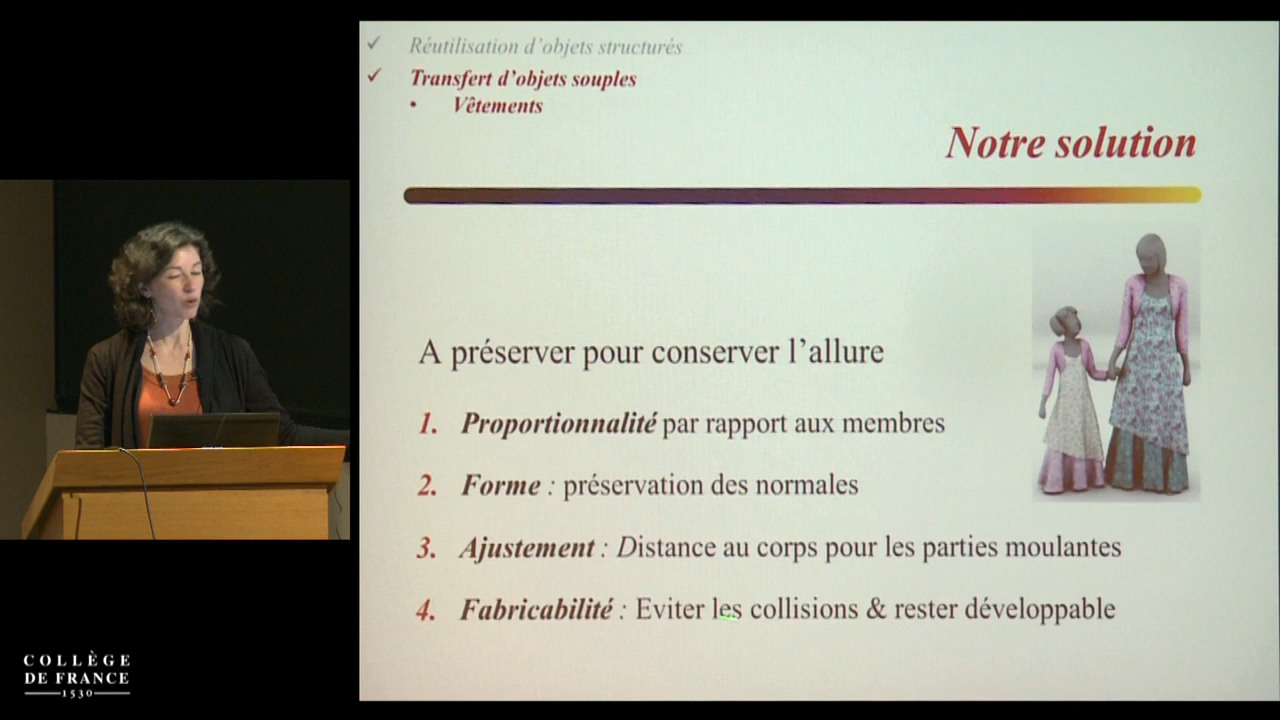 ✓ Réutilisation d'objets structurés
✓ Transfert d'objets souples
• Vêtements
Notre solution
A préserver pour conserver l'allure
1. Proportionnalité par rapport aux membres
2. Forme : préservation des normales
3. Ajustement : Distance au corps pour les parties moulantes
4. Fabricabilité : Eviter les collisions & rester développable
COLLÈGE
DE FRANCE
1530